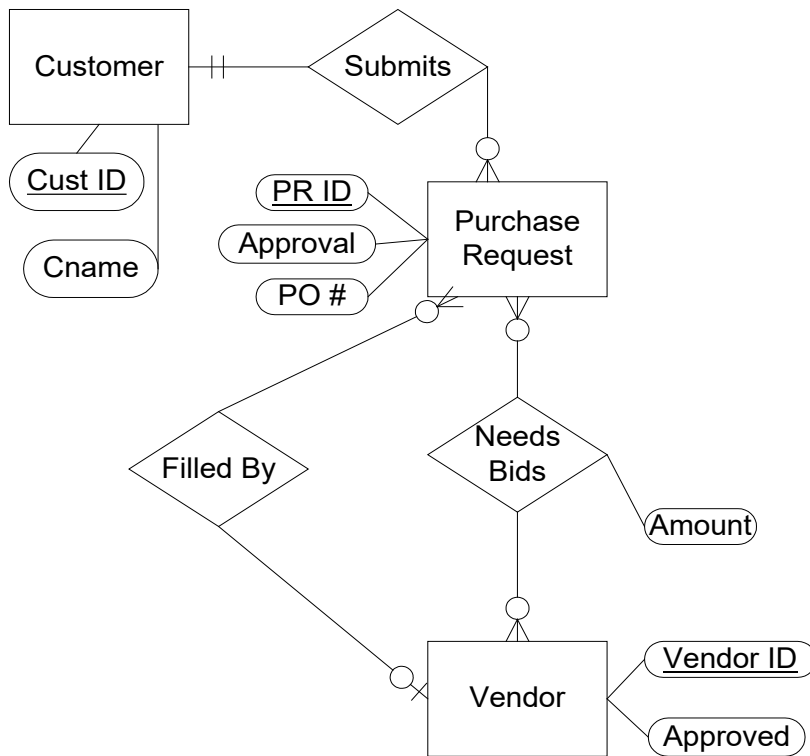 Customer
Submits
Cust ID
Cname
PR ID
Approval
PO #
Purchase
Request
Filled By
Needs
Bids
Amount
Vendor
Vendor ID
Approved